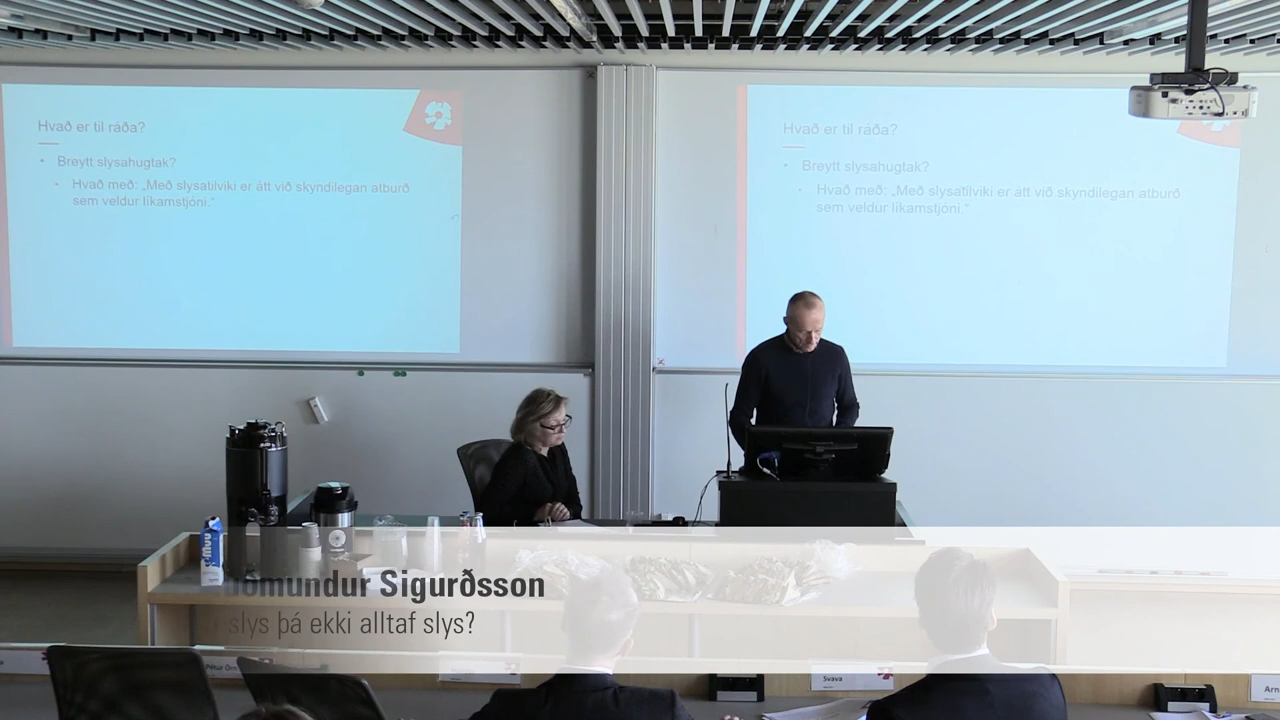 Hvað er til ráða?
Breytt slysahugtak?
Hvað með: „Með slysatilviki er átt við skyndilegan atburð
sem veldur líkamstjóni.“
Hvað er til ráða?
Breytt slysahugtak?
Hvað með: „Með slysatilviki er átt við skyndilegan atburð
sem veldur líkamstjóni.“
Sigurðsson
slys þá ekki alltaf slys?
Pétur Örn
Svava